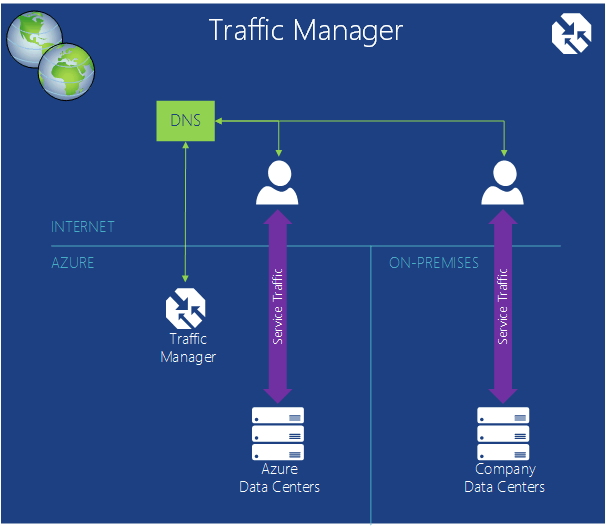 Traffic Manager
DNS
INTERNET
AZURE
ON-PREMISES
Service Traffic
Service Traffic
Traffic
Manager
Azure
Data Centers
Company
Data Centers